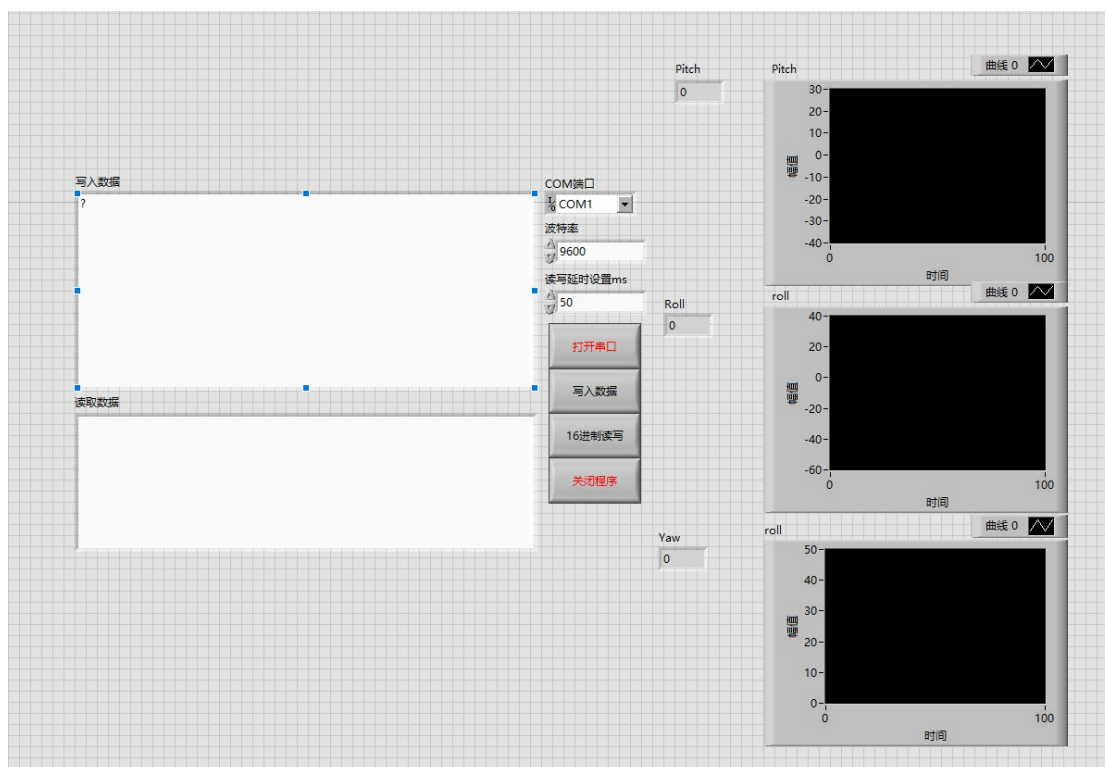 写入数据
?
读取数据
COM端口
COM1
波特率
9600
读写延时设置ms
50
打开串口
写入数据
16进制读写
关闭程序
Pitch
0
Roll
0
Yaw
0
Pitch
曲线 0
30
20
10
0
-10
-20
-30
-40
幅值
0
100
时间
roll
曲线 0
40
20
0
-20
-40
-60
幅值
0
100
时间
roll
曲线 0
50
40
30
20
10
0
幅值
0
100
时间